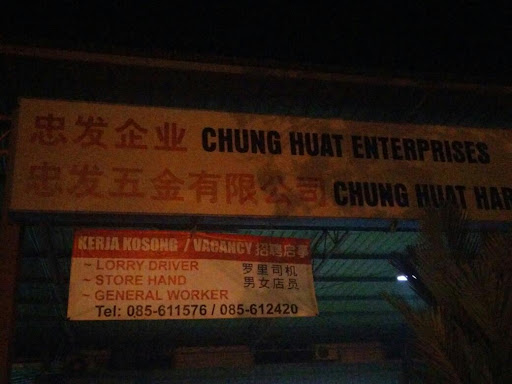 忠发企业 CHUNG HUAT ENTERPRISES
忠发五金有限公司 CHUNG HUAT HAR
KERJA KOSONG / VACANCY 招聘启事
~ LORRY DRIVER 罗里司机
~ STORE HAND 男女店员
~ GENERAL WORKER
Tel: 085-611576 / 085-612420